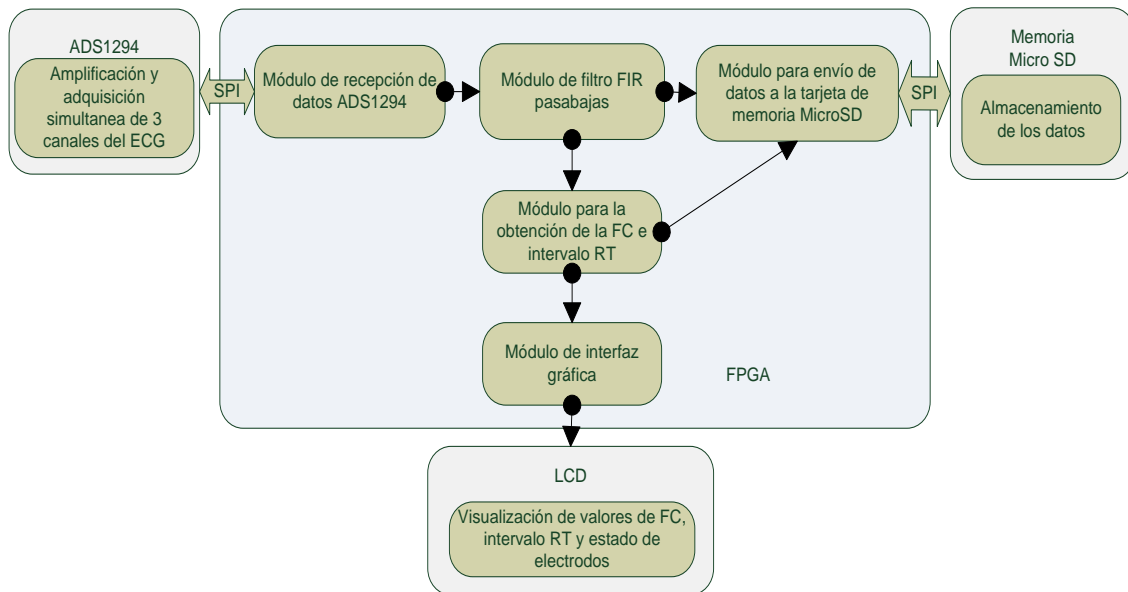 ADS1294
Amplificación y
adquisición
simultanea de 3
canales del ECG
SPI
Módulo de recepción de
datos ADS1294
Módulo de filtro FIR
pasabajas
Módulo para envío de
datos a la tarjeta de
memoria MicroSD
SPI
Memoria
Micro SD
Almacenamiento
de los datos
Módulo para la
obtención de la FC e
intervalo RT
Módulo de interfaz
gráfica
FPGA
LCD
Visualización de valores de FC,
intervalo RT y estado de
electrodos